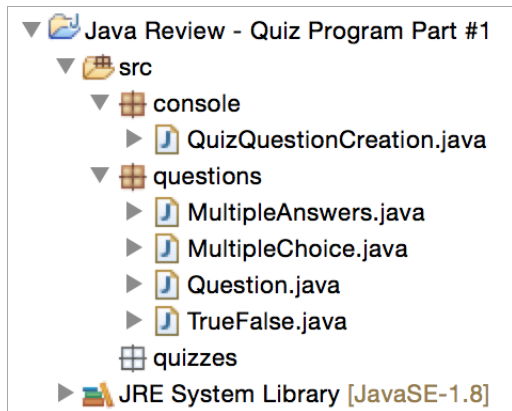 Java Review - Quiz Program Part #1
src
console
QuizQuestionCreation.java
questions
MultipleAnswers.java
MultipleChoice.java
Question.java
TrueFalse.java
quizzes
JRE System Library [JavaSE-1.8]